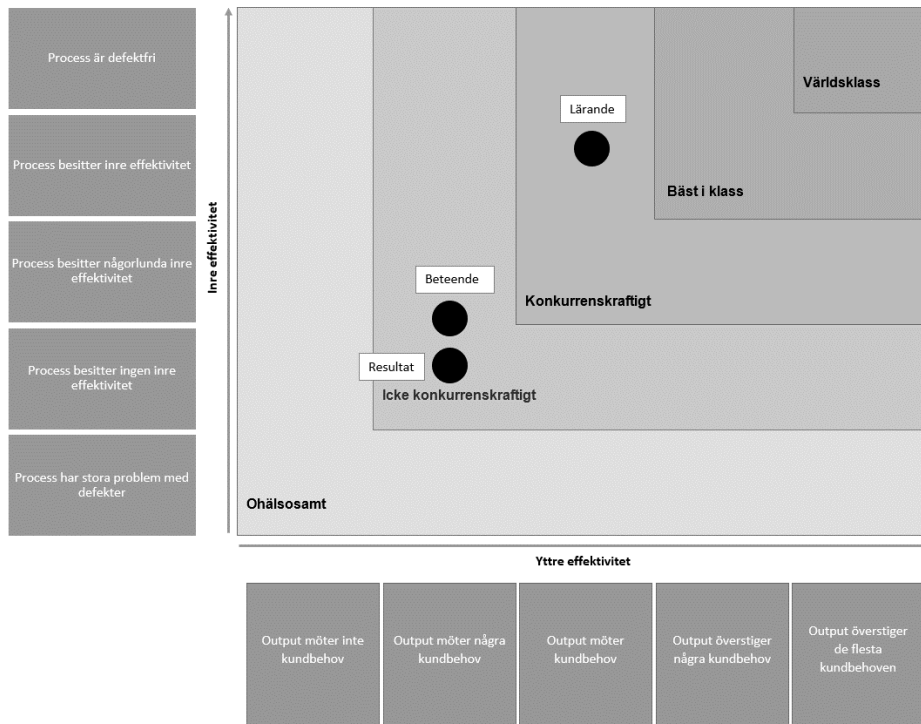 Process är defektfri
Process besitter inre effektivitet
Process besitter någorlunda inre
effektivitet
Process besitter ingen inre
effektivitet
Process har stora problem med
defekter
Inre effektivitet
Världsklass
Lärande
Bäst i klass
Beteende
Konkurrenskraftigt
Resultat
Icke konkurrenskraftigt
Ohälsosamt
Yttre effektivitet
Output möter inte
kundbehov
Output möter några
kundbehov
Output möter
kundbehov
Output överstiger
några kundbehov
Output överstiger
de flesta
kundbehoven